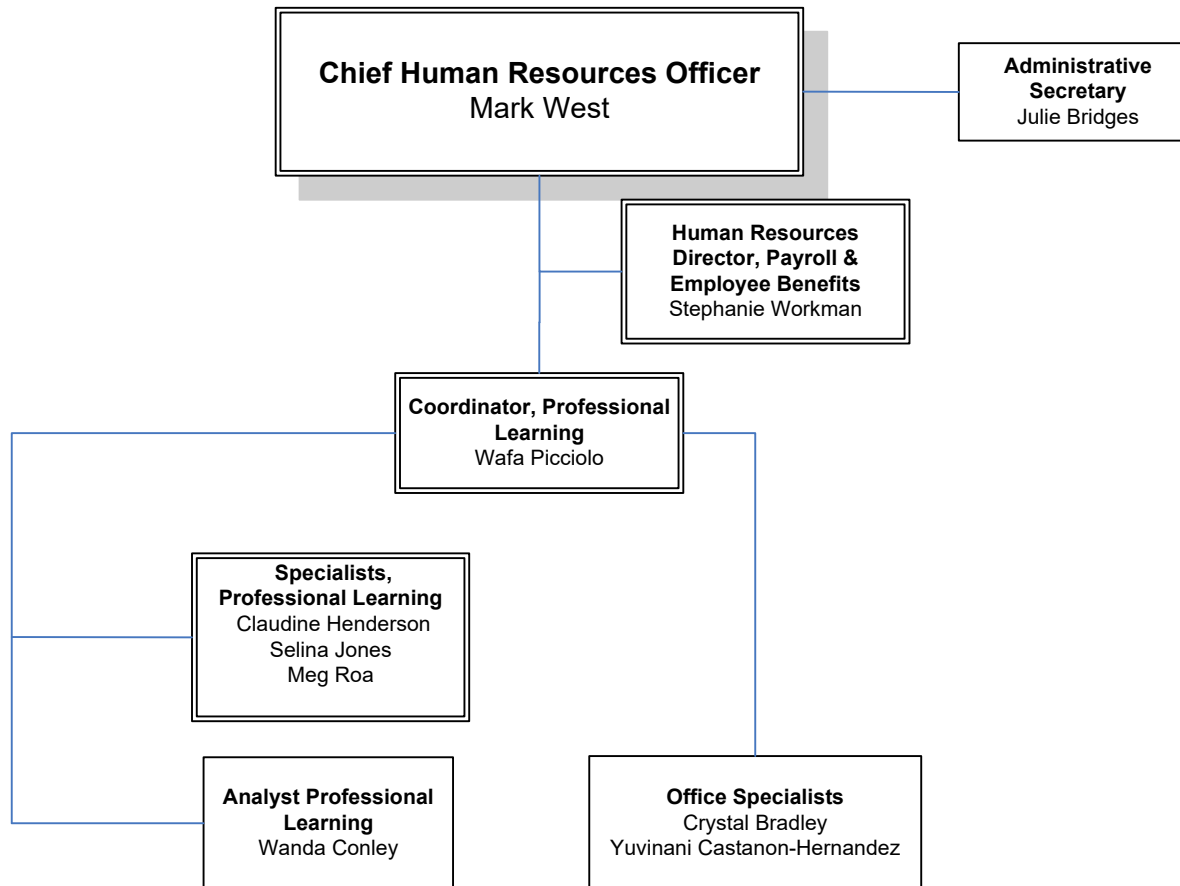 Chief Human Resources Officer
Mark West
Administrative
Secretary
Julie Bridges
Human Resources
Director, Payroll &
Employee Benefits
Stephanie Workman
Coordinator, Professional
Learning
Wafa Picciolo
Specialists,
Professional Learning
Claudine Henderson
Selina Jones
Meg Roa
Analyst Professional
Learning
Wanda Conley
Office Specialists
Crystal Bradley
Yuvinani Castanon-Hernandez